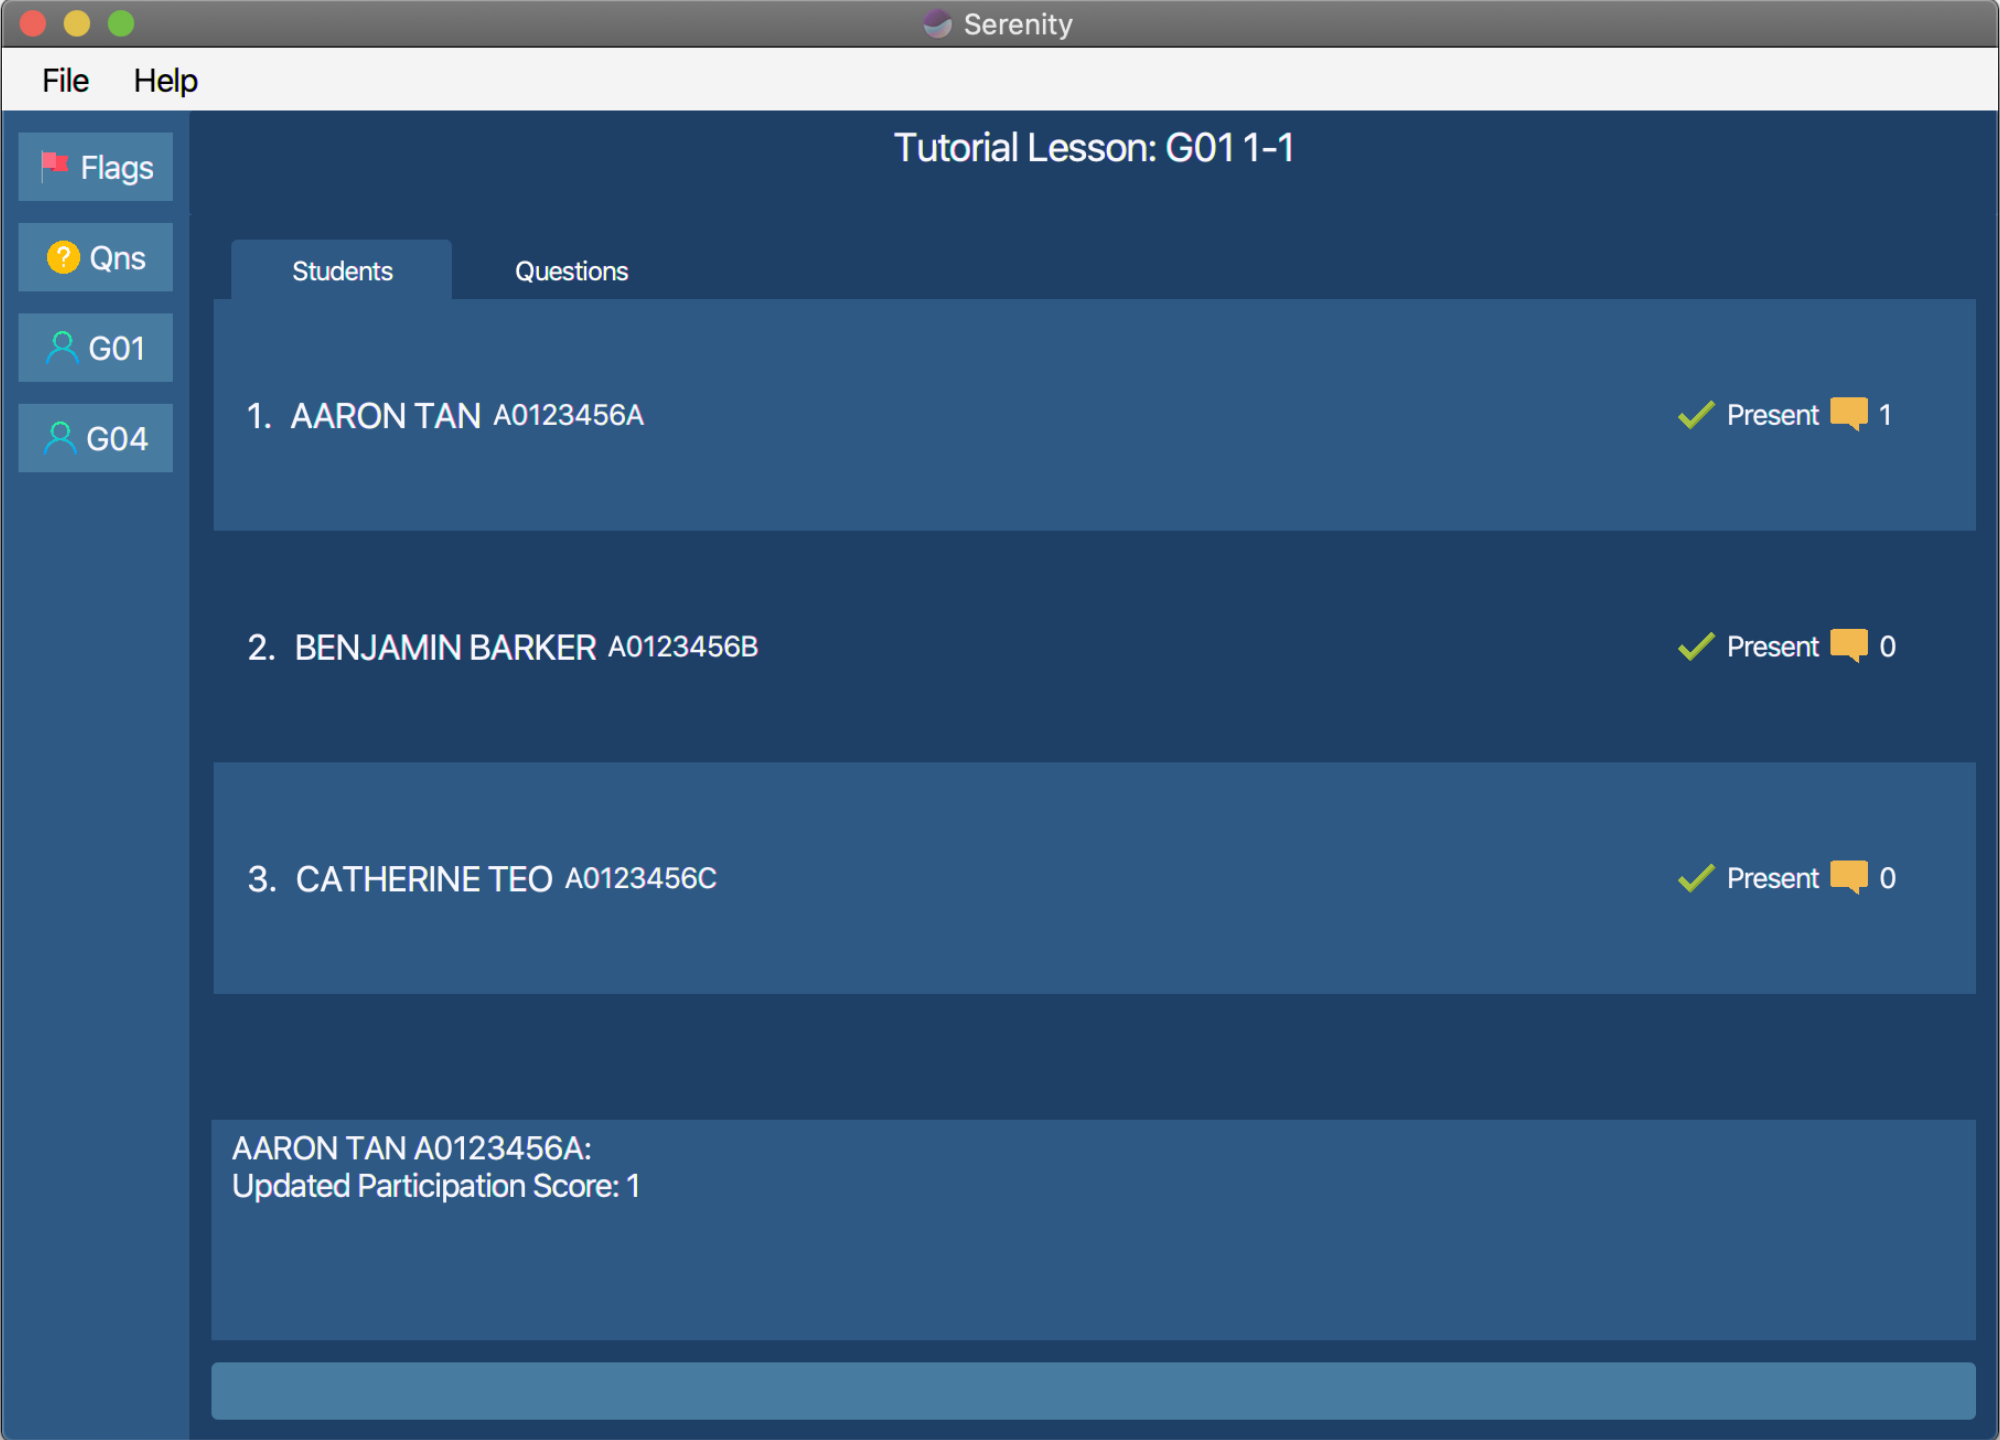 Serenity
File Help
Flags
Qns
G01
G04
Tutorial Lesson: G01 1-1
Students Questions
1. AARON TAN A0123456A Present 1
2. BENJAMIN BARKER A0123456B Present 0
3. CATHERINE TEO A0123456C Present 0
AARON TAN A0123456A:
Updated Participation Score: 1